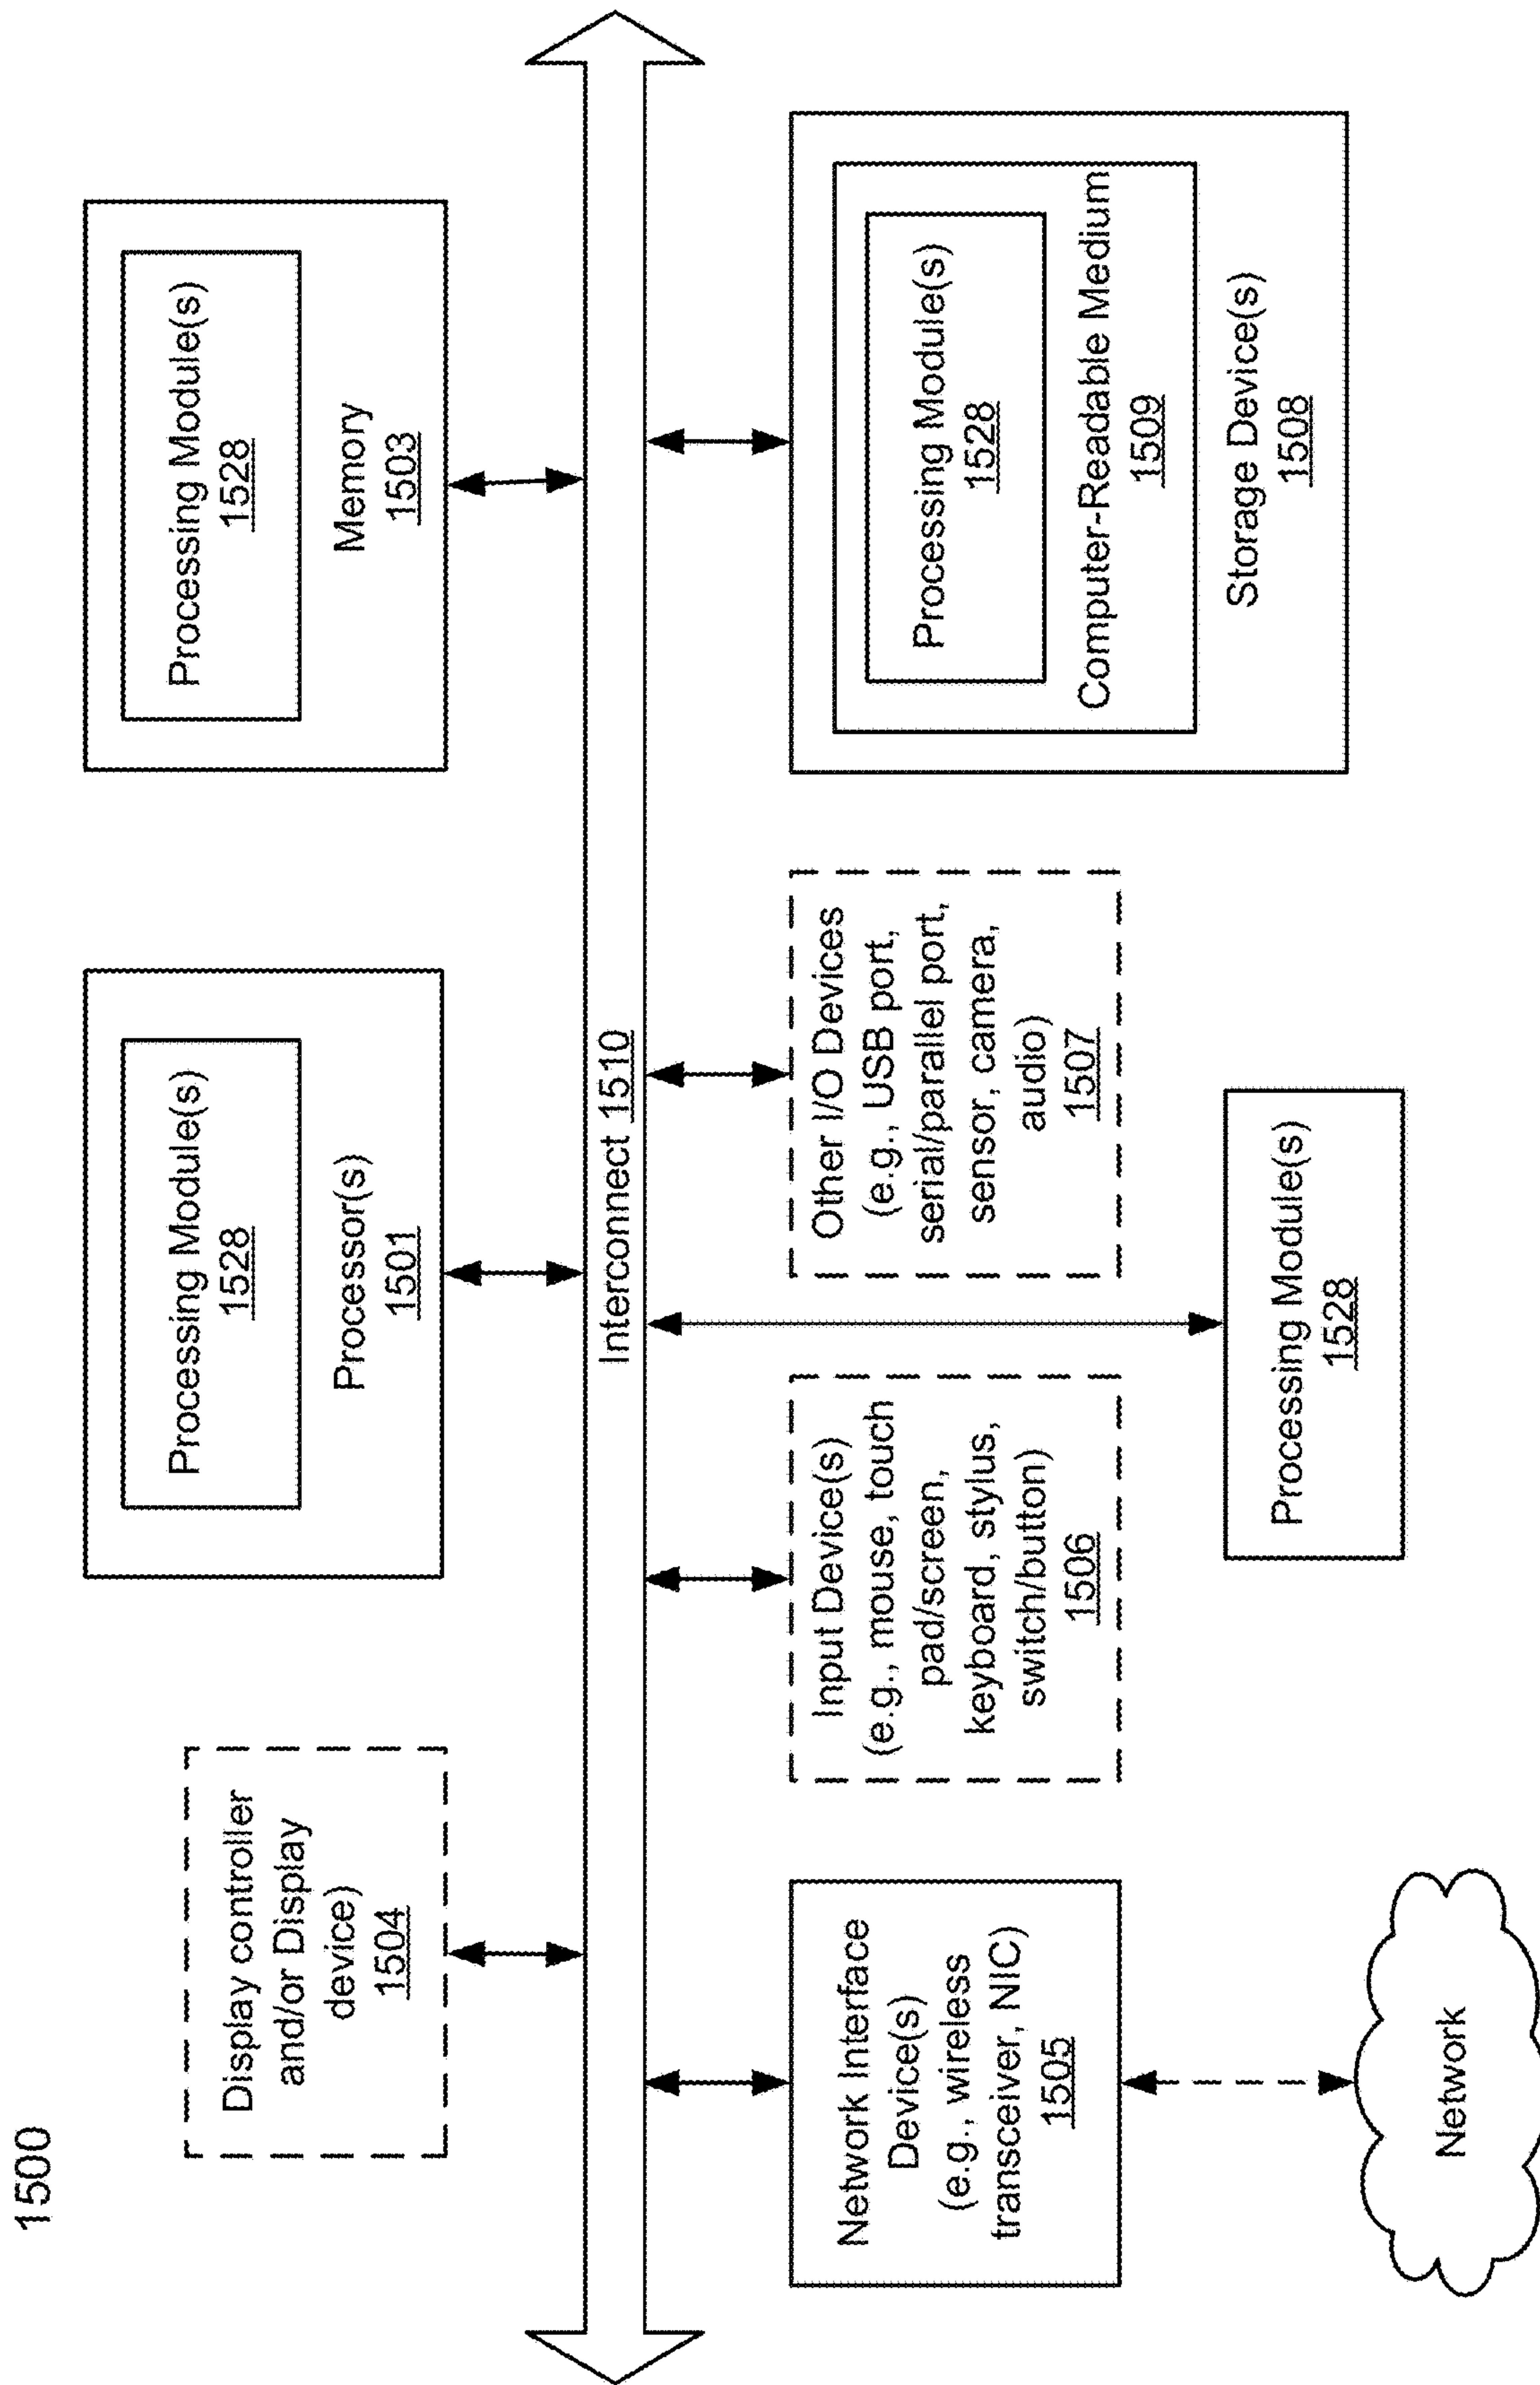 1500
Display controller
and/or Display
device)
1504
Processing Module(s)
1528
Processor(s)
1501
Processing Module(s)
1528
Memory
1503
Interconnect 1510
Network Interface
Device(s)
(e.g., wireless
transceiver, NIC)
1505
Input Device(s)
(e.g., mouse, touch
pad/screen,
keyboard, stylus,
switch/button)
1506
Other I/O Devices
(e.g., USB port,
serial/parallel port,
sensor, camera,
audio)
1507
Processing Module(s)
1528
Computer-Readable Medium
1509
Storage Device(s)
1508
Network
Processing Module(s)
1528